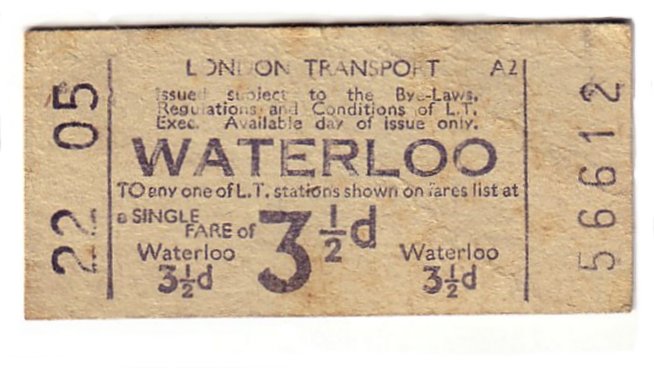 LONDON TRANSPORT A2
Issued subject to the Bye-Laws,
Regulations and Conditions of L.T.
Exec. Available day of issue only.
WATERLOO
TO any one of L.T. stations shown on fares list at
a SINGLE
FARE of
3½d
Waterloo
3½d
Waterloo
3½d
22 05
56612